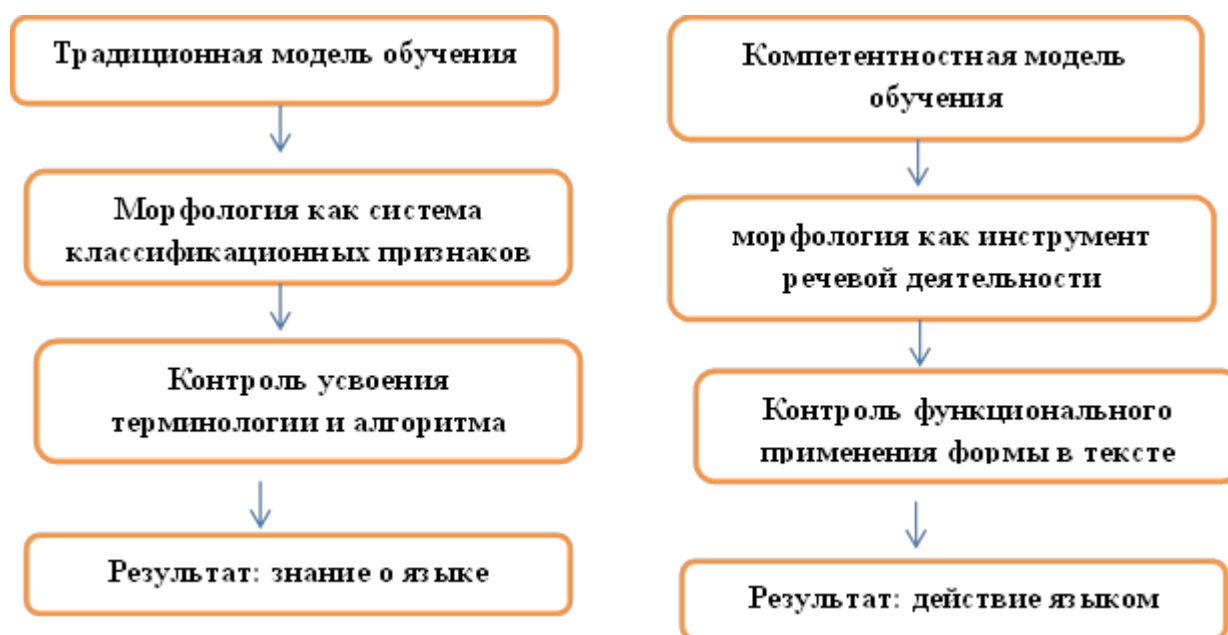 Традиционная модель обучения
Морфология как система
классификационных признаков
Контроль усвоения
терминологии и алгоритма
Результат: знание о языке
Компетентностная модель
обучения
морфология как инструмент
речевой деятельности
Контроль функционального
применения формы в тексте
Результат: действие языком